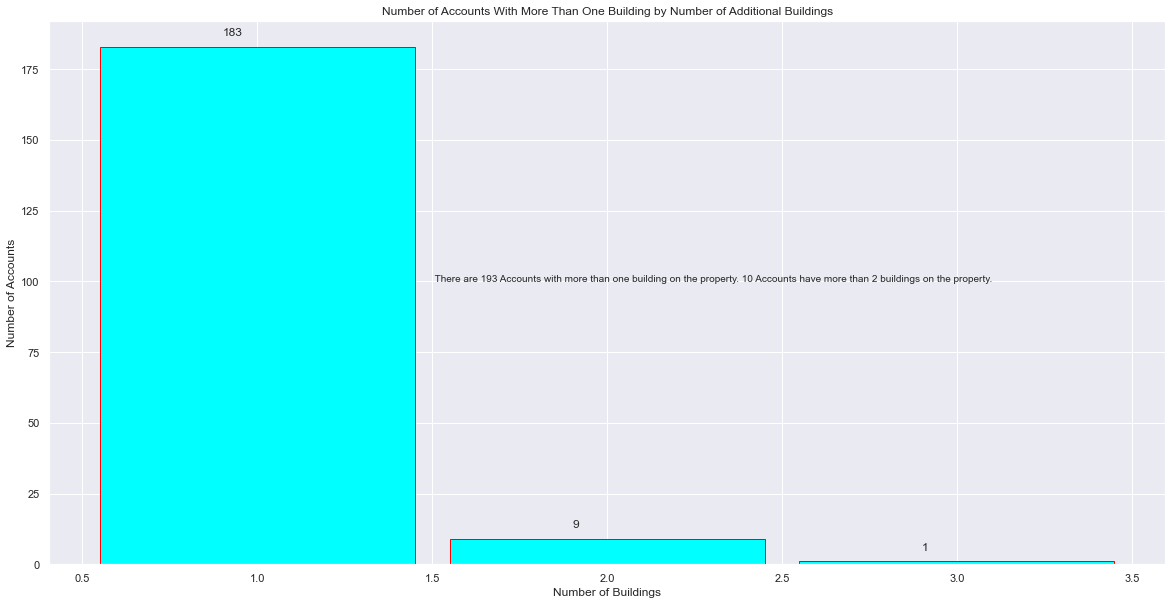 Number of Accounts With More Than One Building by Number of Additional Buildings
183
175
150
125
There are 193 Accounts with more than one building on the property. 10 Accounts have more than 2 buildings on the property.
100
75
50
25
9
1
0
Number of Accounts
0.5 1.0 1.5 2.0 2.5 3.0 3.5
Number of Buildings